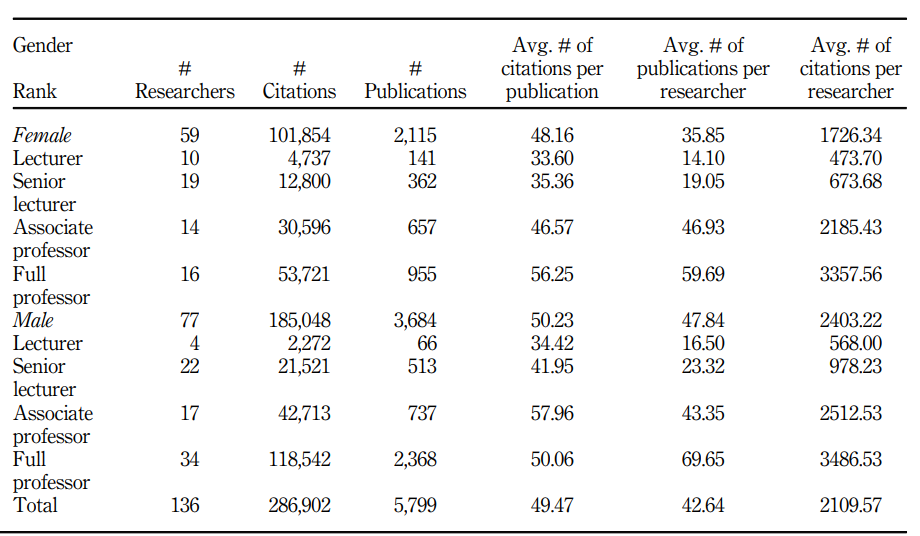 Gender Avg. # of Avg. # of Avg. # of
# # # citations per publications per citations per
Rank Researchers Citations Publications publication researcher researcher
Female 59 101,854 2,115 48.16 35.85 1726.34
Lecturer 10 4,737 141 33.60 14.10 473.70
Senior 19 12,800 362 35.36 19.05 673.68
lecturer
Associate 14 30,596 657 46.57 46.93 2185.43
professor
Full 16 53,721 955 56.25 59.69 3357.56
professor
Male 77 185,048 3,684 50.23 47.84 2403.22
Lecturer 4 2,272 66 34.42 16.50 568.00
Senior 22 21,521 513 41.95 23.32 978.23
lecturer
Associate 17 42,713 737 57.96 43.35 2512.53
professor
Full 34 118,542 2,368 50.06 69.65 3486.53
professor
Total 136 286,902 5,799 49.47 42.64 2109.57